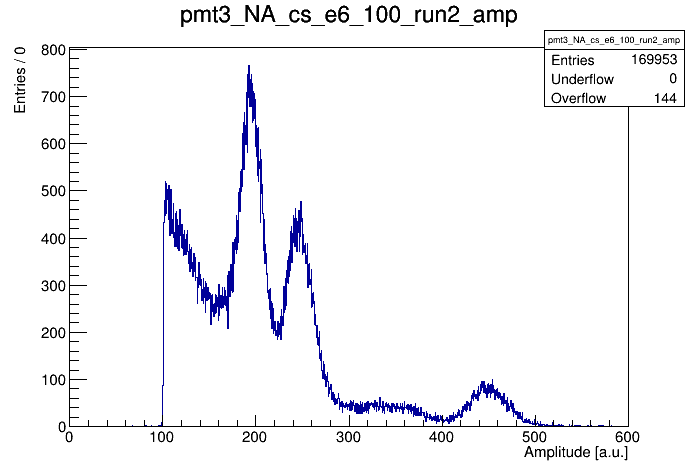 pmt3_NA_cs_e6_100_run2_amp
pmt3_NA_cs_e6_100_run2_amp
Entries 169953
Underflow 0
Overflow 144
Entries / 0
800
700
600
500
400
300
200
100
0
0 100 200 300 400 500 600
Amplitude [a.u.]